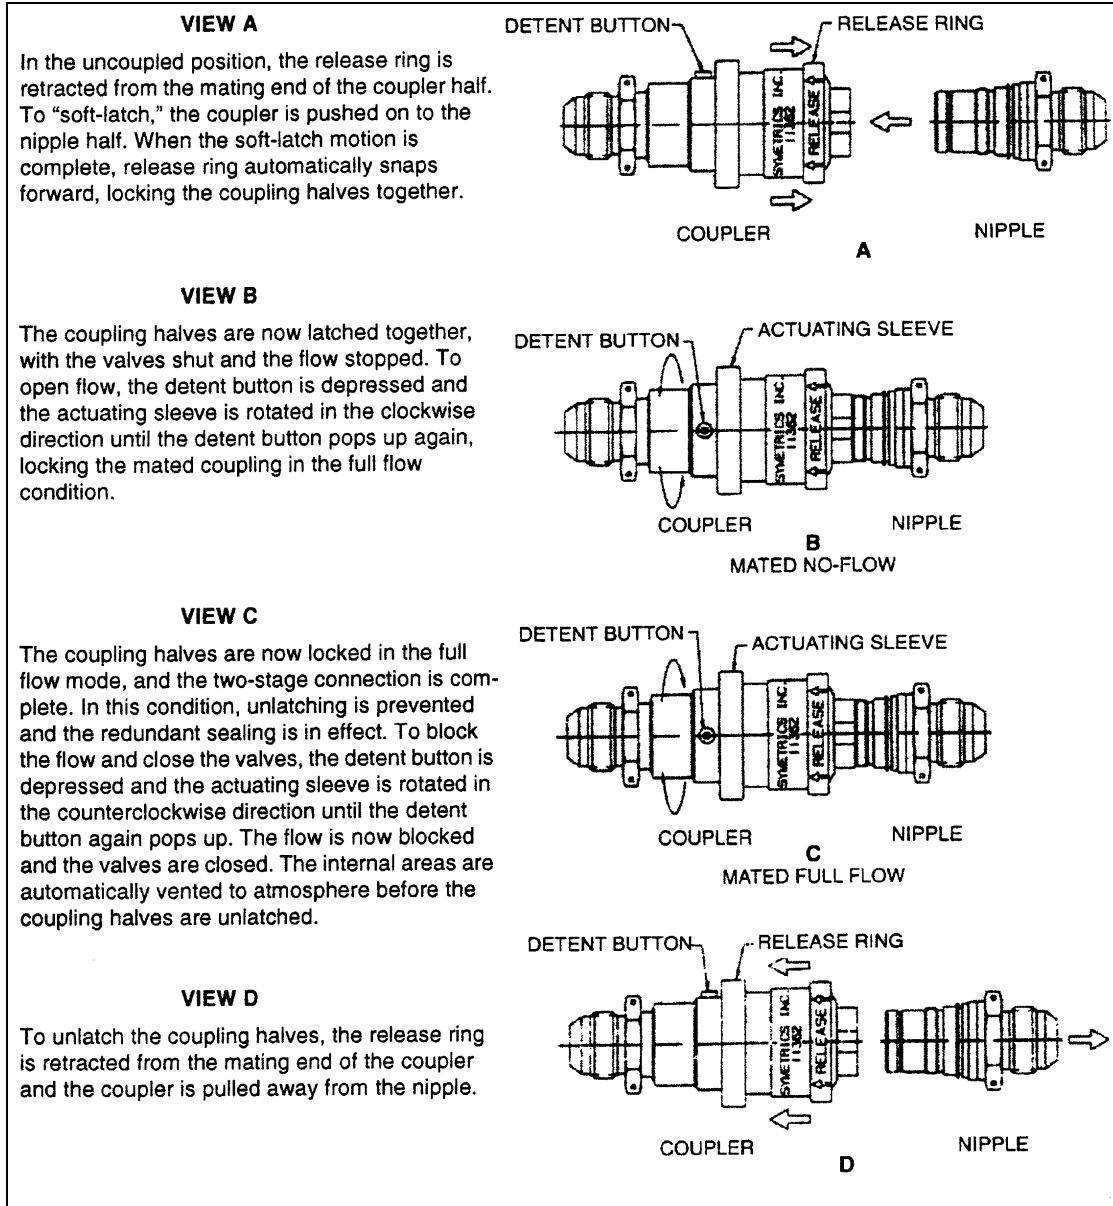 VIEW A
In the uncoupled position, the release ring is
retracted from the mating end of the coupler half.
To “soft-latch,” the coupler is pushed on to the
nipple half. When the soft-latch motion is
complete, release ring automatically snaps
forward, locking the coupling halves together.
DETENT BUTTON
RELEASE RING
SYMETRICS INC.
11362
RELEASE
COUPLER
NIPPLE
A
VIEW B
The coupling halves are now latched together,
with the valves shut and the flow stopped. To
open flow, the detent button is depressed and
the actuating sleeve is rotated in the clockwise
direction until the detent button pops up again,
locking the mated coupling in the full flow
condition.
DETENT BUTTON
ACTUATING SLEEVE
SYMETRICS INC.
11362
RELEASE
COUPLER
NIPPLE
B
MATED NO-FLOW
VIEW C
The coupling halves are now locked in the full
flow mode, and the two-stage connection is com-
plete. In this condition, unlatching is prevented
and the redundant sealing is in effect. To block
the flow and close the valves, the detent button is
depressed and the actuating sleeve is rotated in
the counterclockwise direction until the detent
button again pops up. The flow is now blocked
and the valves are closed. The internal areas are
automatically vented to atmosphere before the
coupling halves are unlatched.
DETENT BUTTON
ACTUATING SLEEVE
SYMETRICS INC.
11362
RELEASE
COUPLER
NIPPLE
C
MATED FULL FLOW
VIEW D
To unlatch the coupling halves, the release ring
is retracted from the mating end of the coupler
and the coupler is pulled away from the nipple.
DETENT BUTTON
RELEASE RING
SYMETRICS INC.
11362
RELEASE
COUPLER
NIPPLE
D